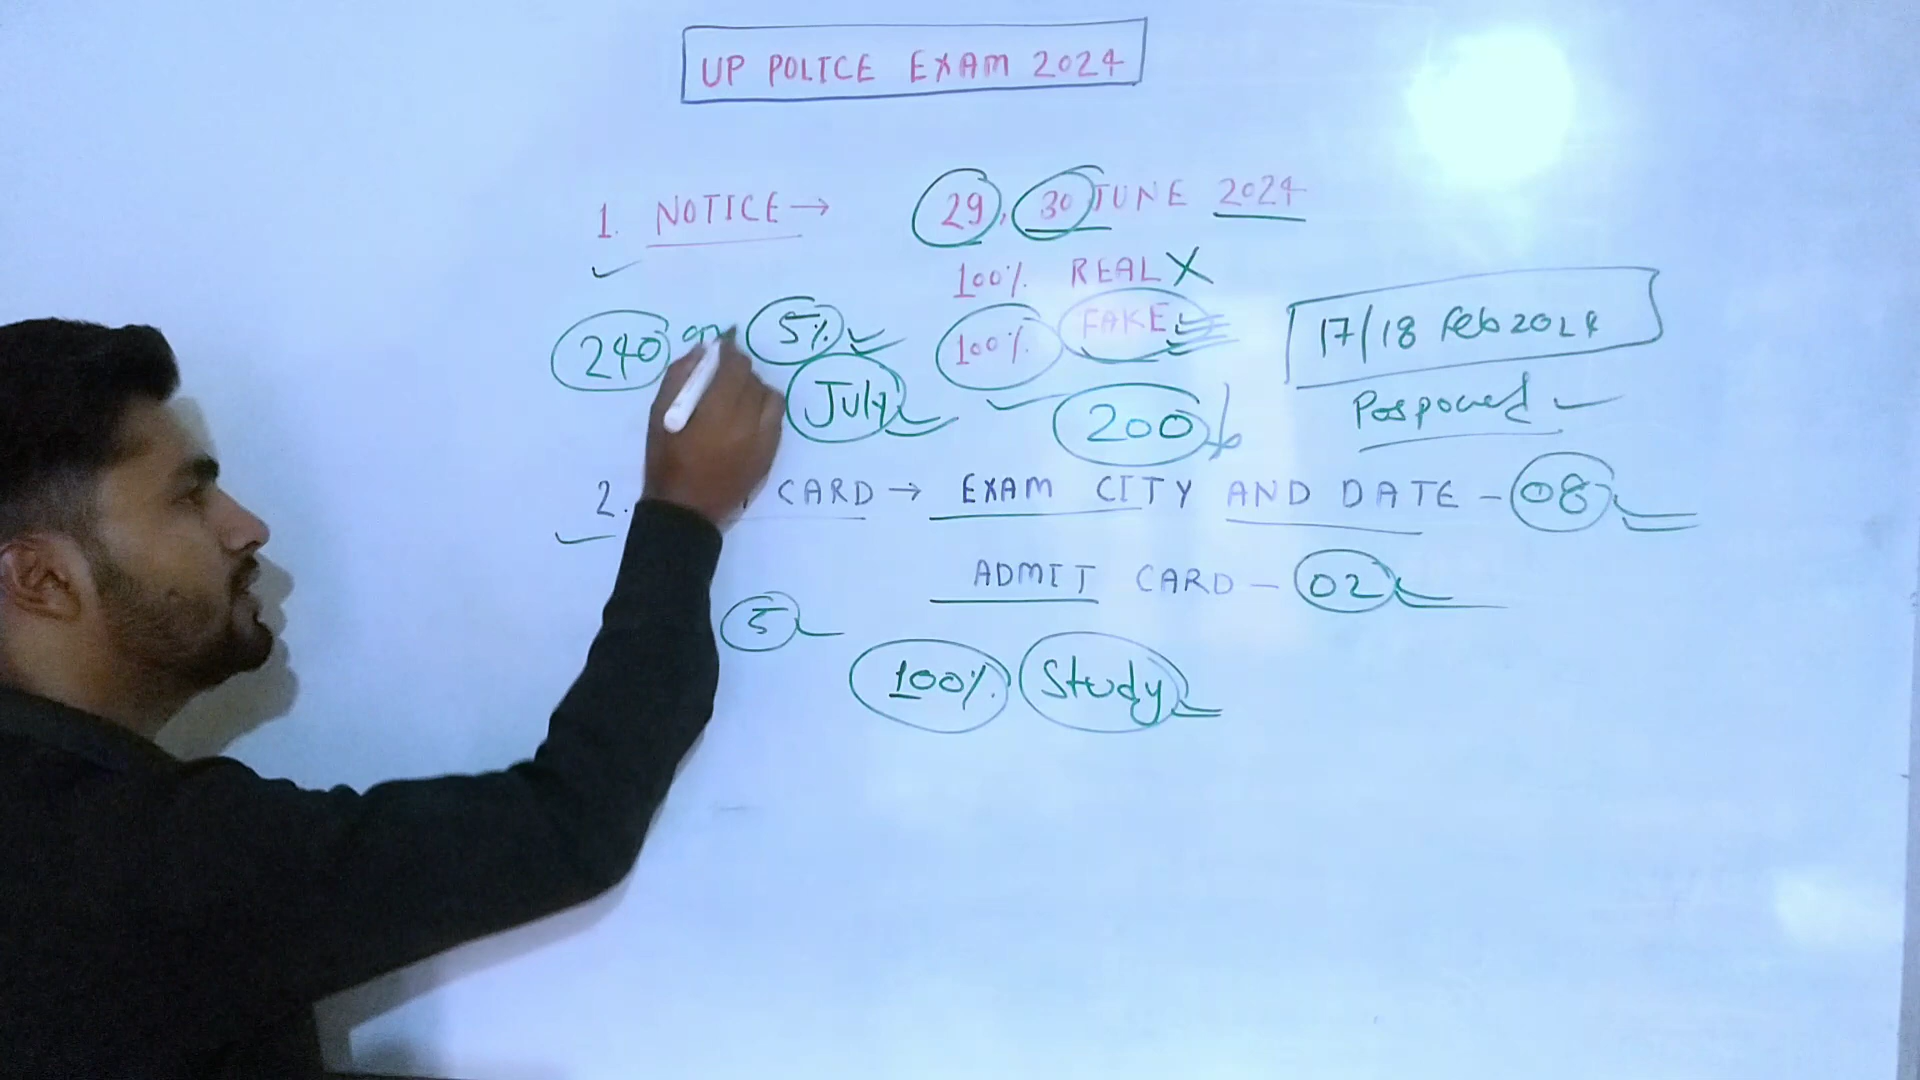 UP POLICE EXAM 2024
1. NOTICE → 29, 30 JUNE 2024
100% REAL X
240 5% 100% FAKE 17/18 Feb 2024
July 200 Posponed
2. CARD → EXAM CITY AND DATE - 08
ADMIT CARD - 02
5
100% Study